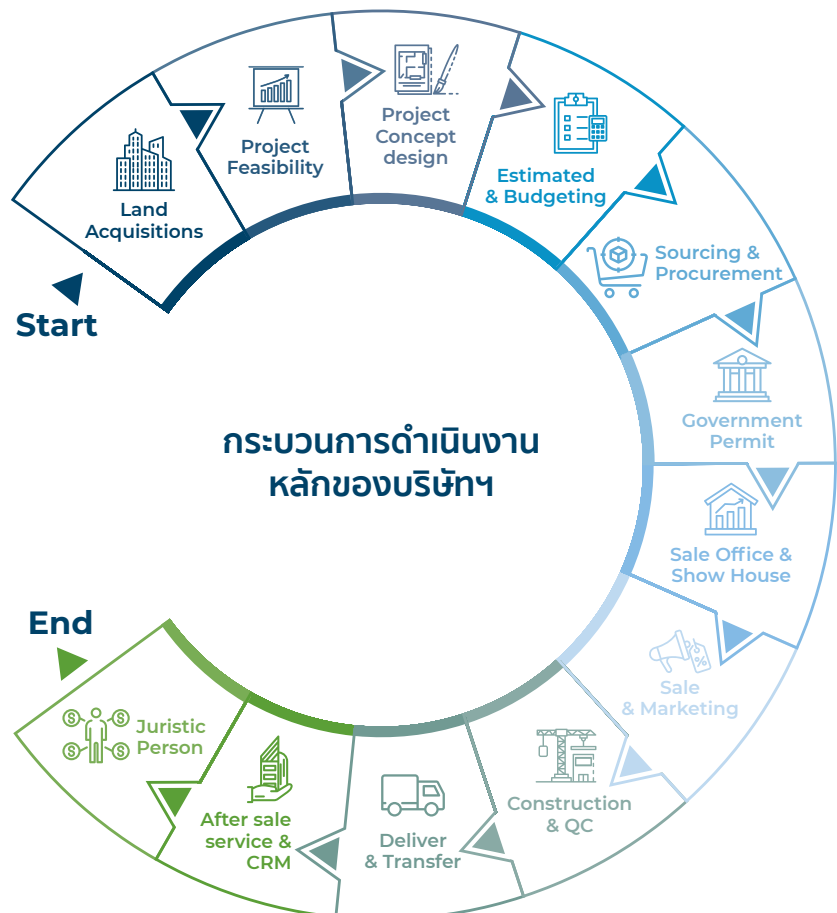 Land
Acquisitions
Project
Feasibility
Project
Concept
design
Estimated
& Budgeting
Sourcing &
Procurement
Government
Permit
Sale Office &
Show House
Sale
& Marketing
Construction
& QC
Deliver
& Transfer
After sale
service &
CRM
Juristic
Person
Start
End
กระบวนการดำเนินงาน
หลักของบริษัทฯ